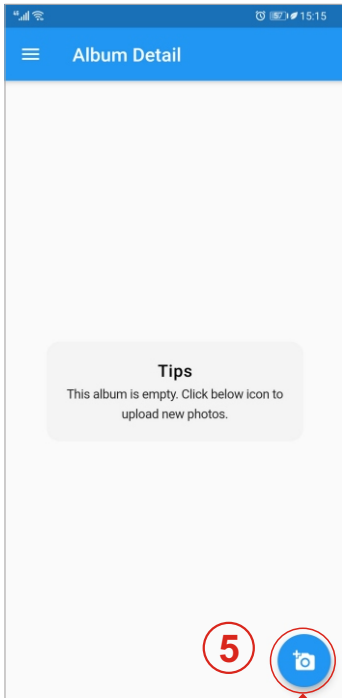 15:15
Album Detail
Tips
This album is empty. Click below icon to
upload new photos.
5